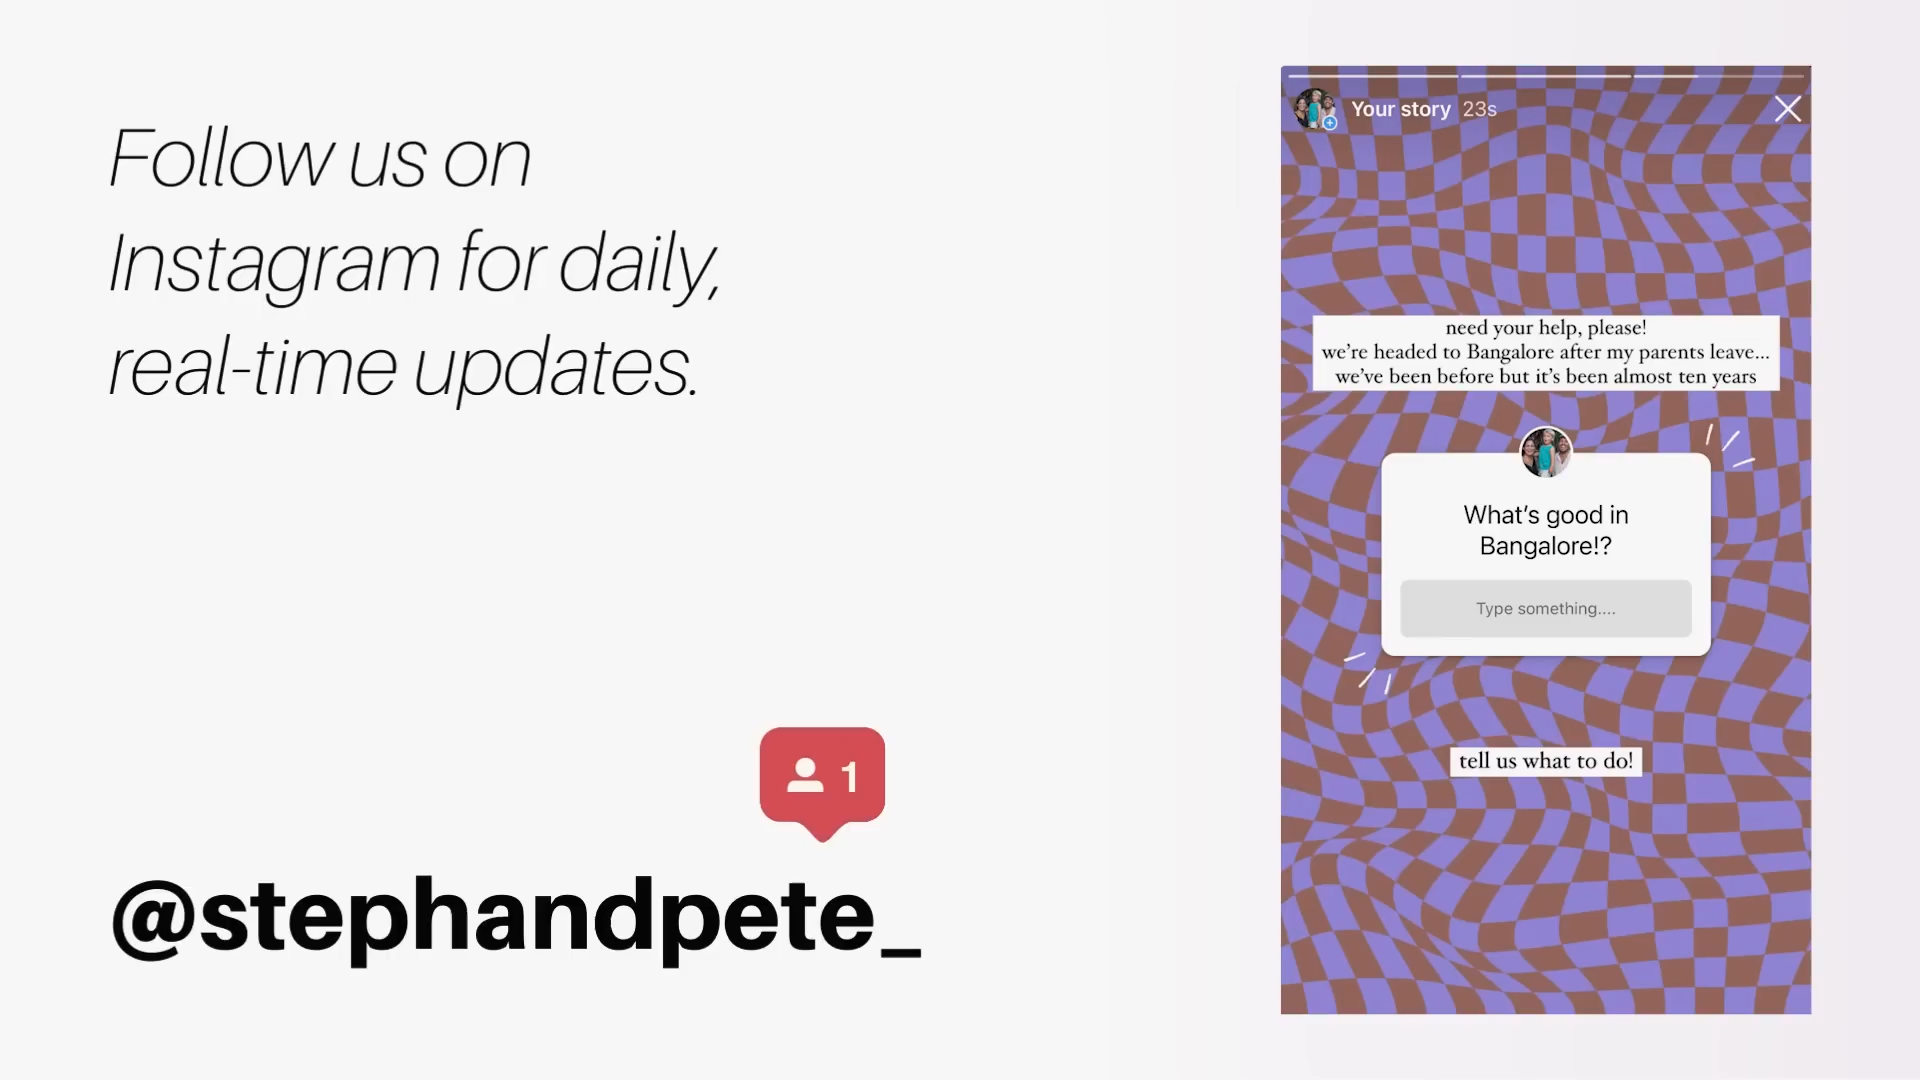 Follow us on
Instagram for daily,
real-time updates.
1
@stephandpete_
Your story 23s
need your help, please!
we're headed to Bangalore after my parents leave...
we've been before but it's been almost ten years
What's good in
Bangalore!?
Type something....
tell us what to do!